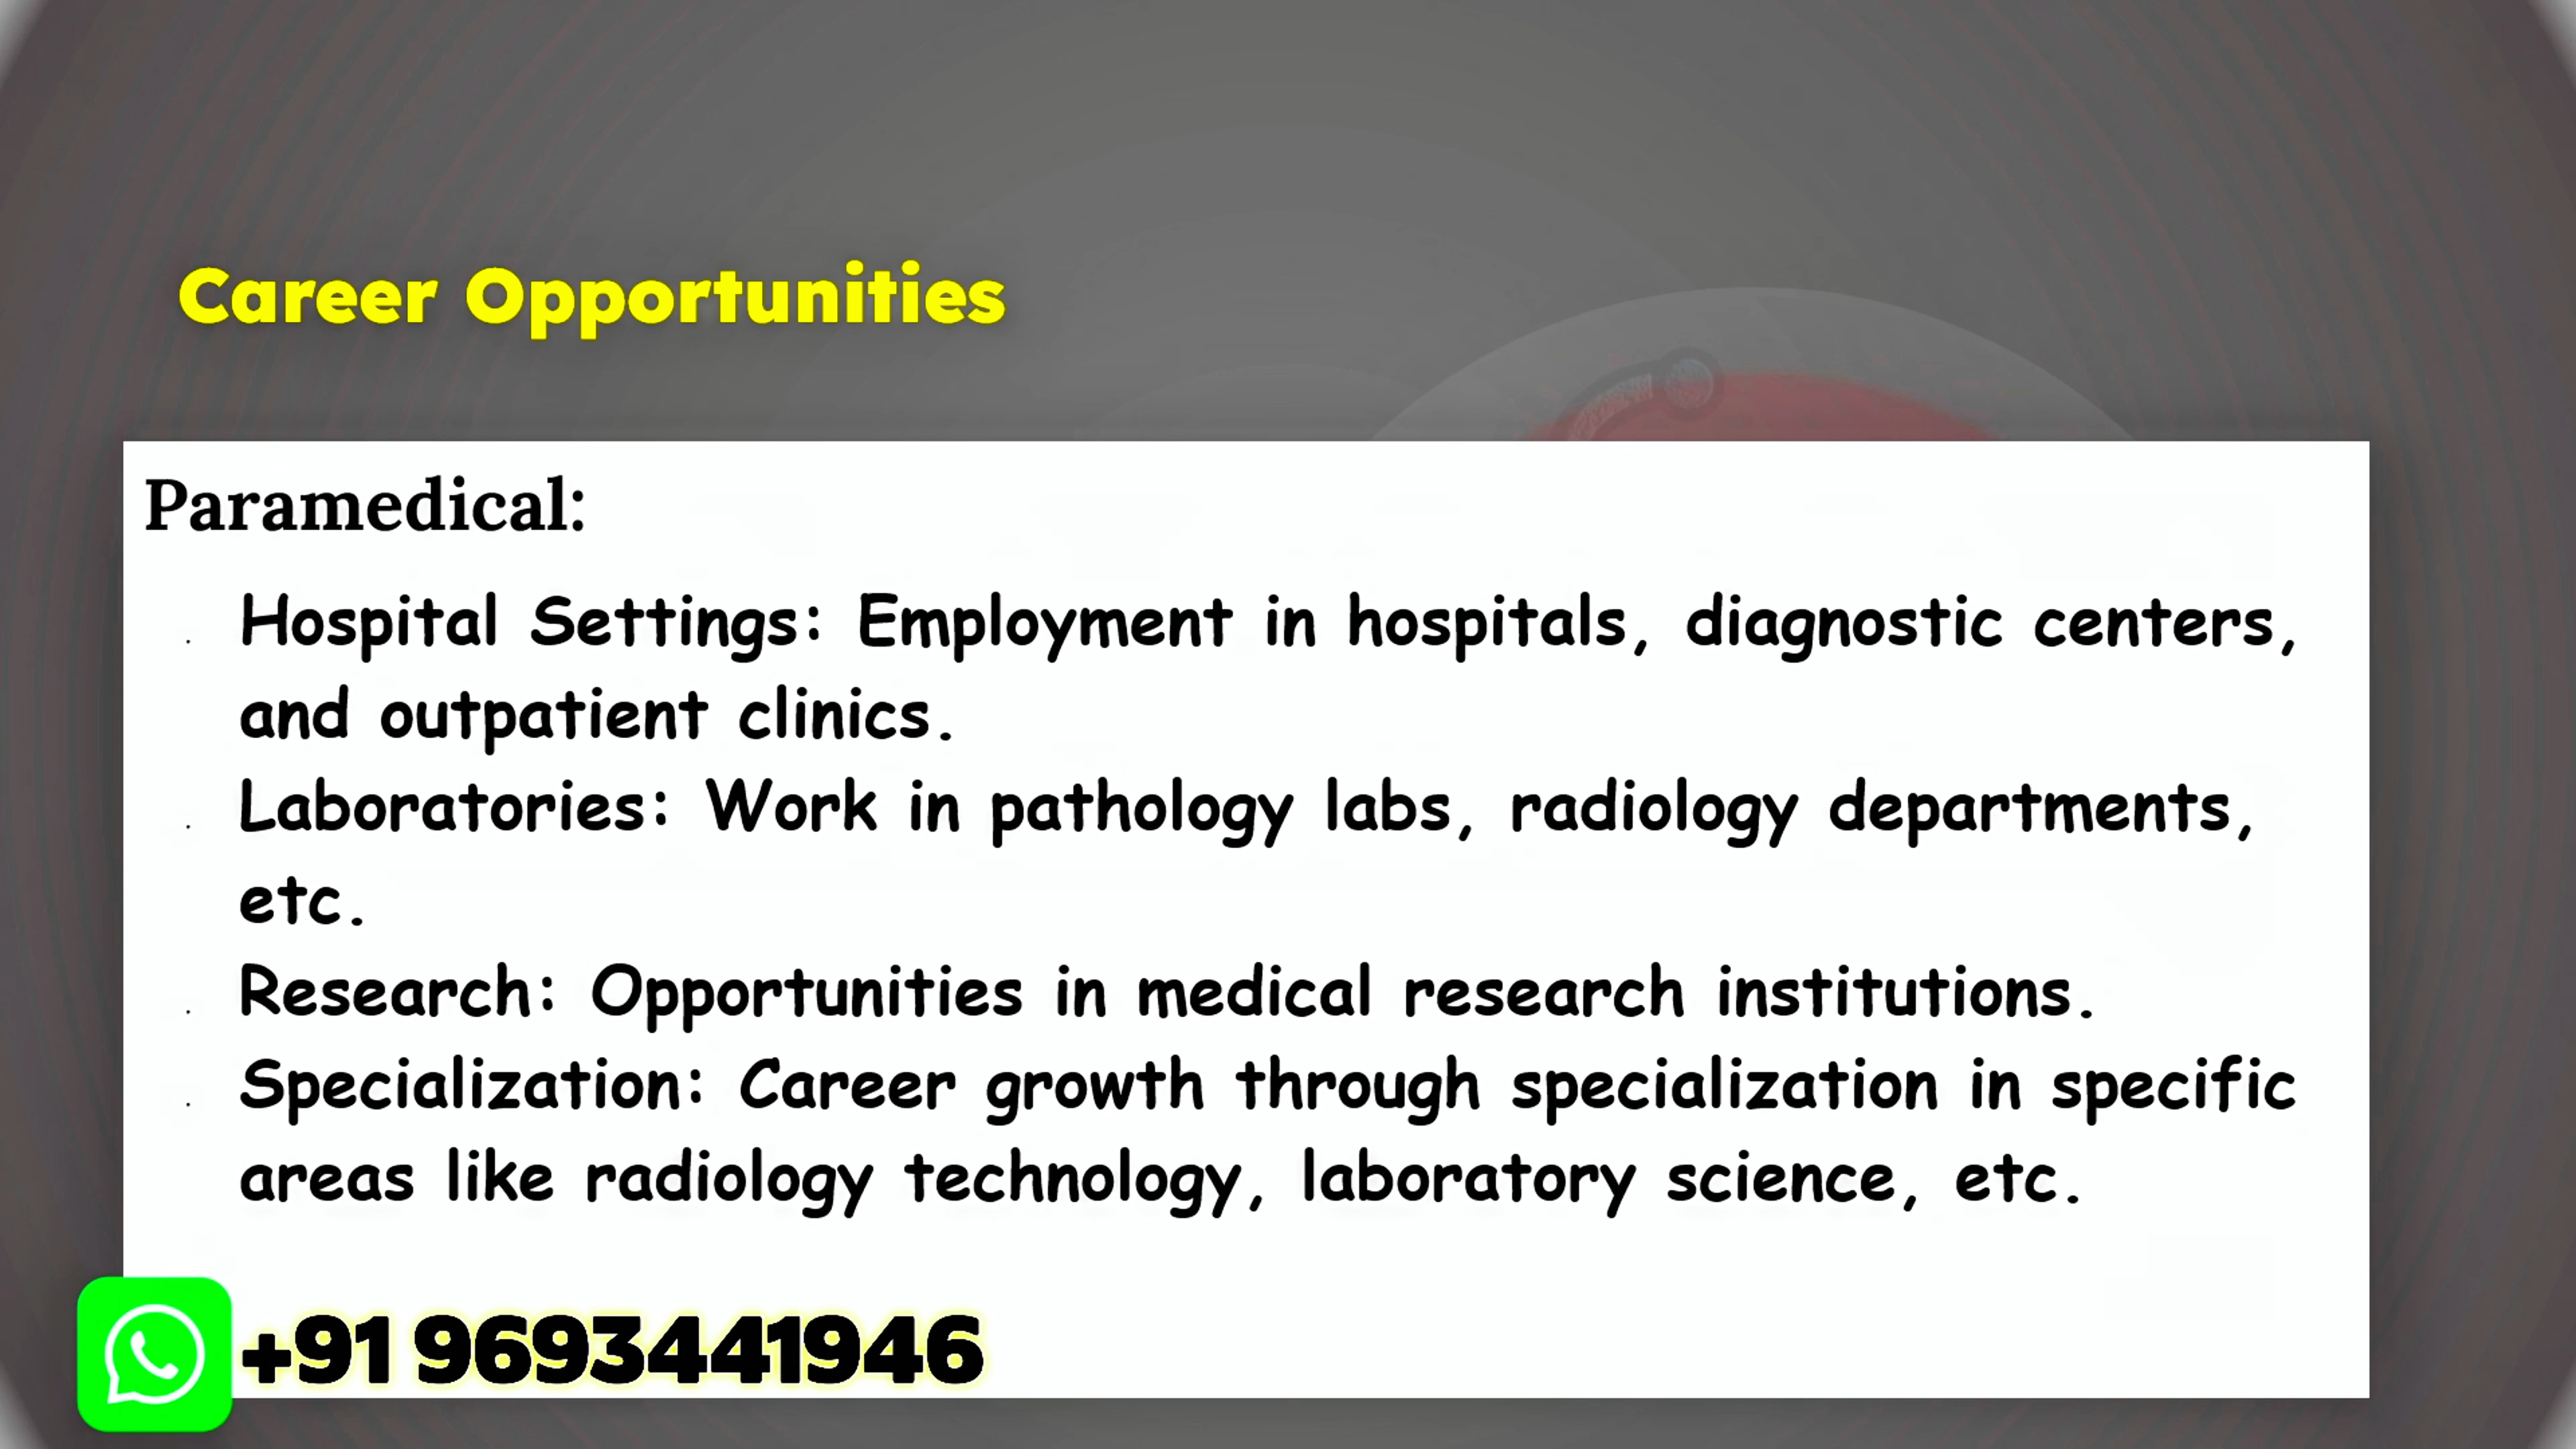 Career Opportunities
Paramedical:
. Hospital Settings: Employment in hospitals, diagnostic centers,
and outpatient clinics.
. Laboratories: Work in pathology labs, radiology departments,
etc.
. Research: Opportunities in medical research institutions.
. Specialization: Career growth through specialization in specific
areas like radiology technology, laboratory science, etc.
+91 9693441946